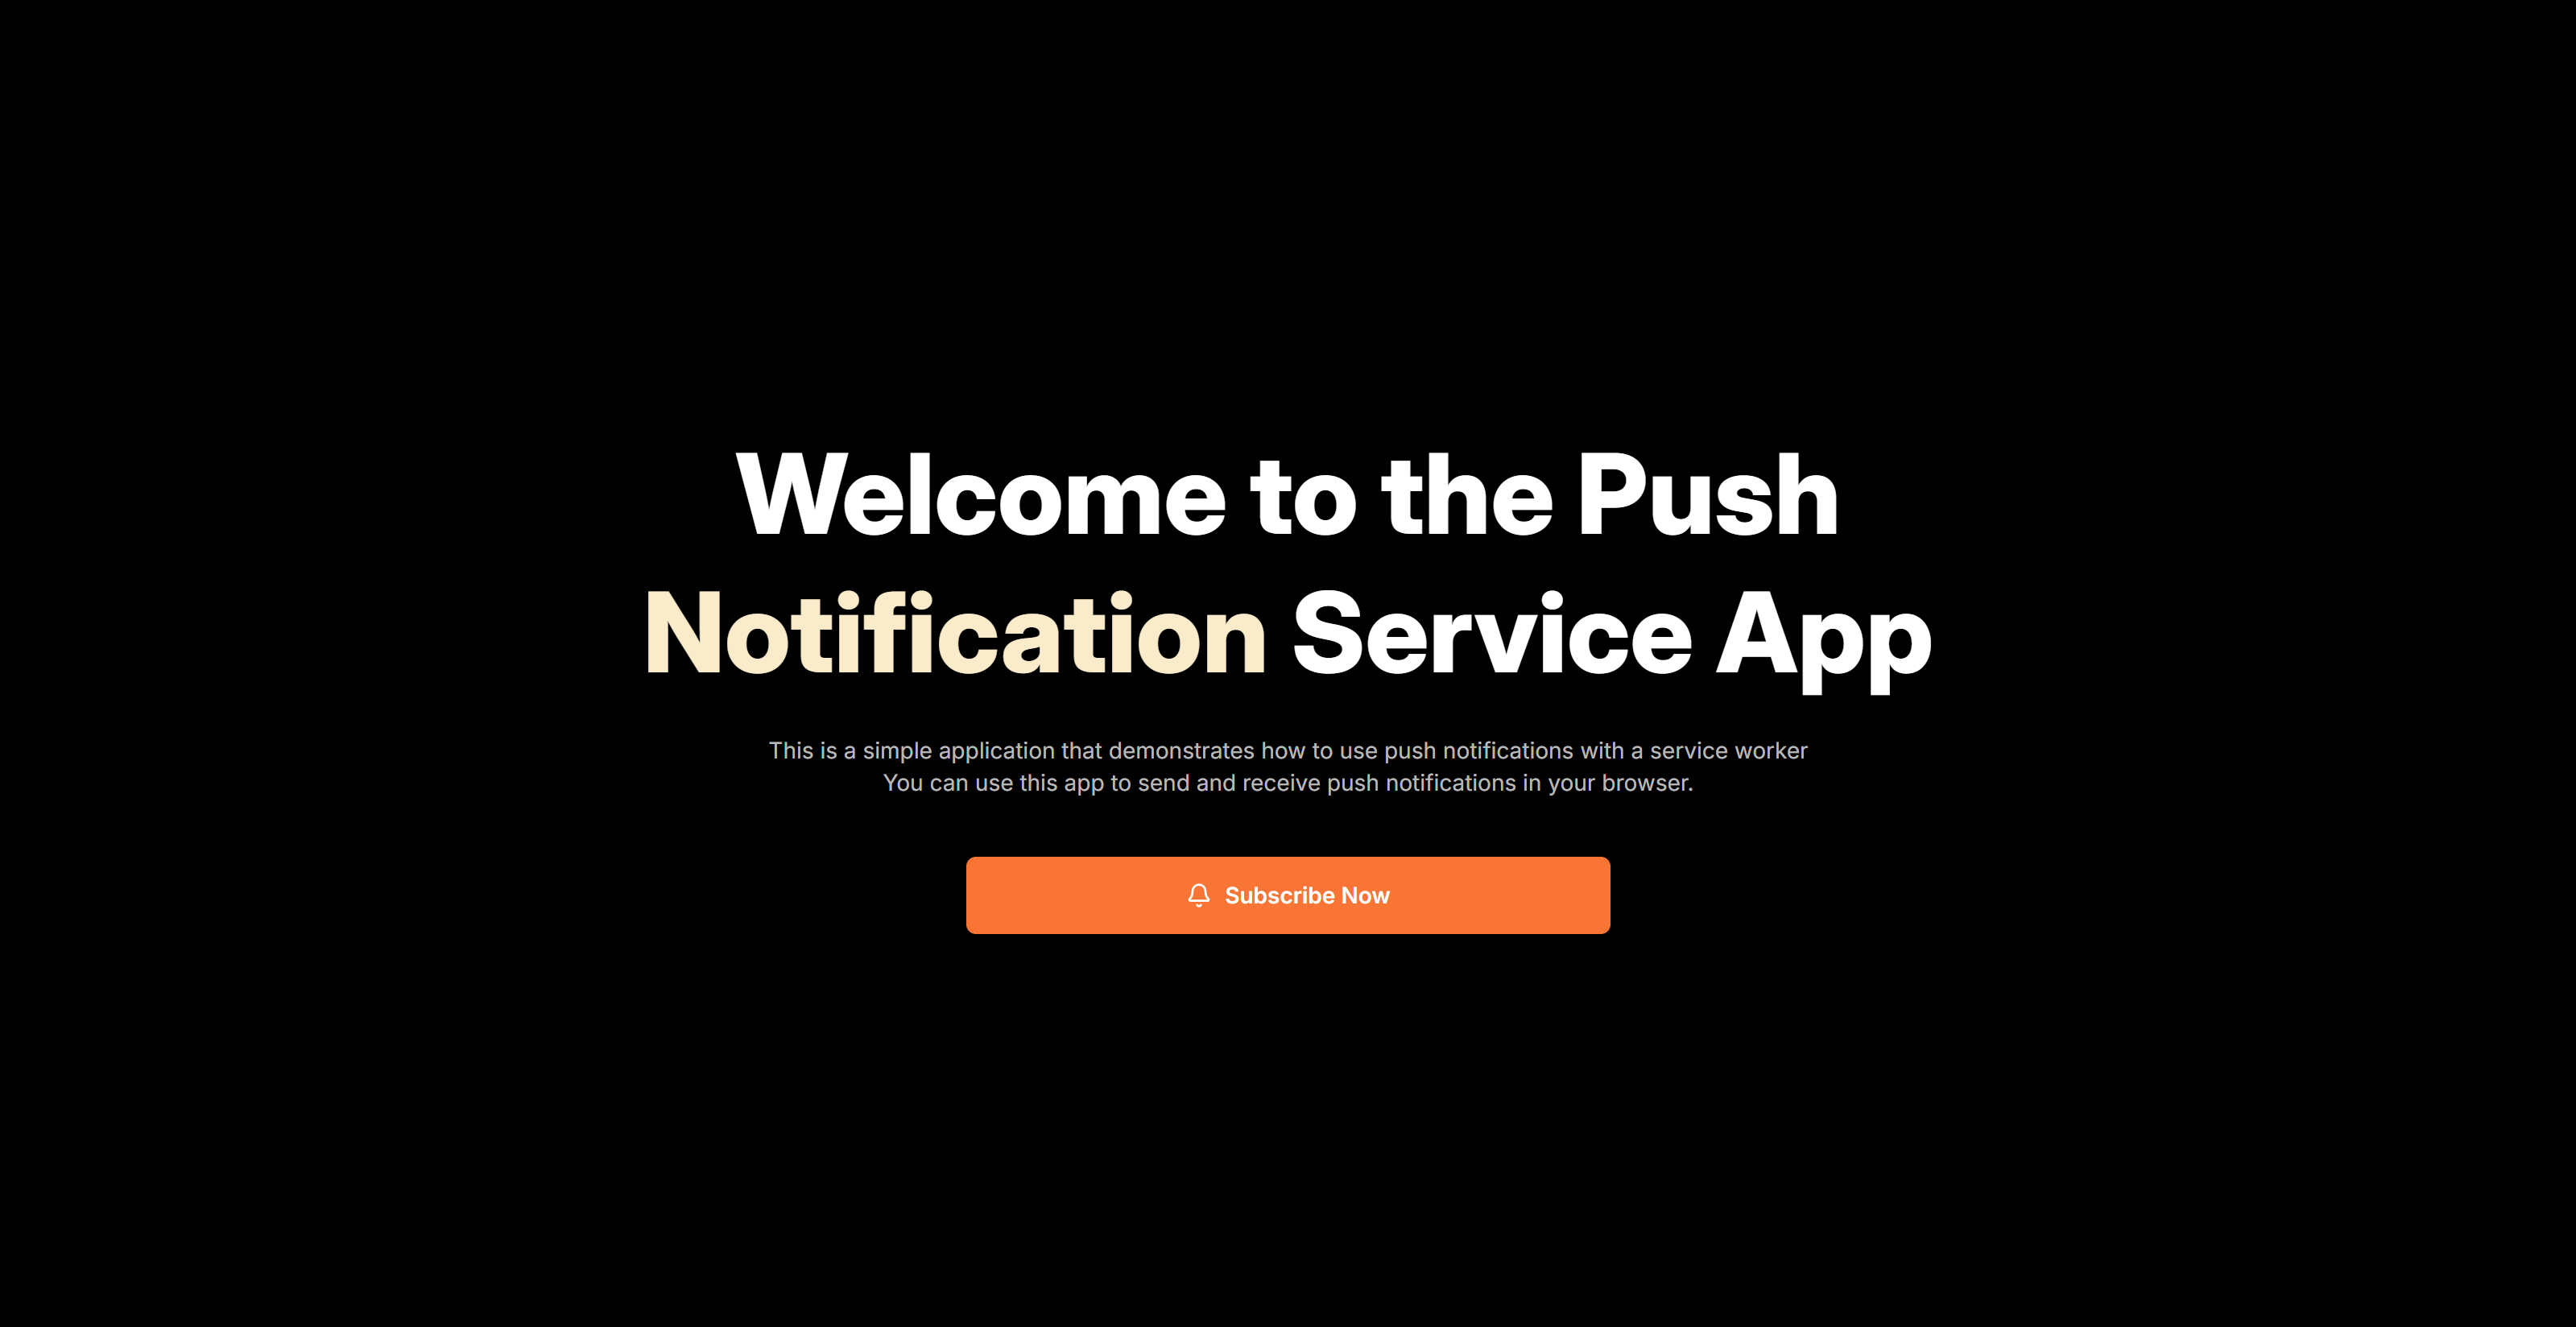 Welcome to the Push
Notification Service App
This is a simple application that demonstrates how to use push notifications with a service worker
You can use this app to send and receive push notifications in your browser.
Subscribe Now